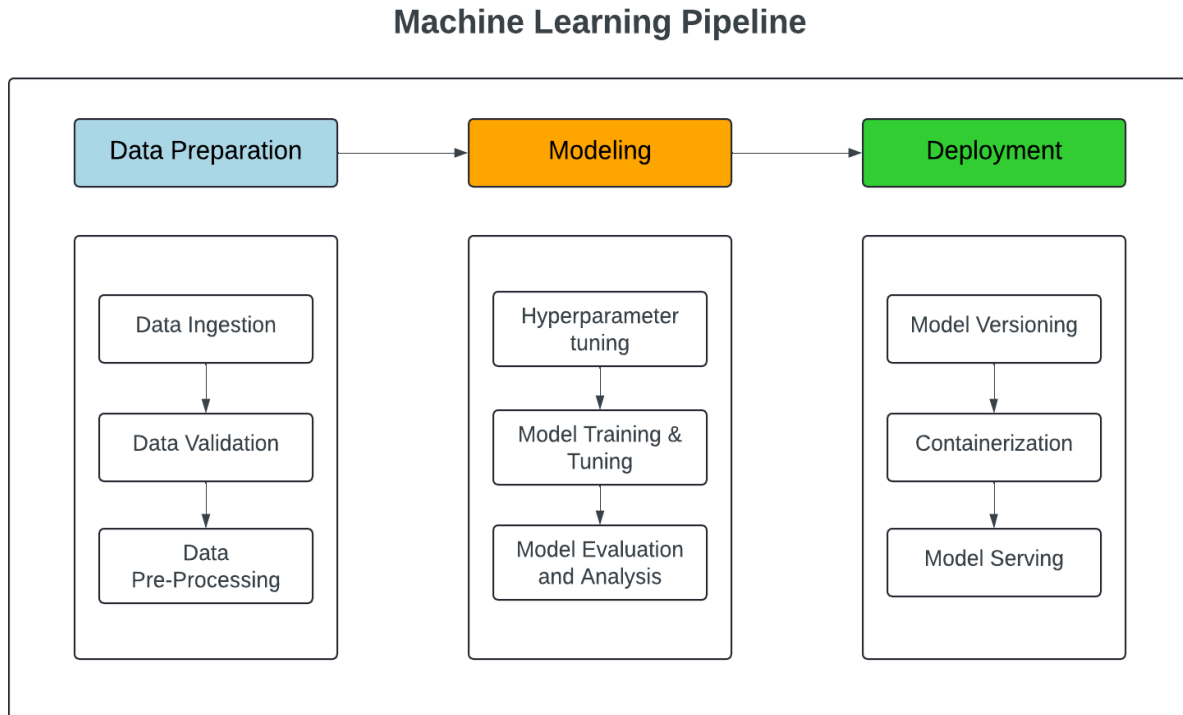 Machine Learning Pipeline
Data Preparation
Modeling
Deployment
Data Ingestion
Data Validation
Data
Pre-Processing
Hyperparameter
tuning
Model Training &
Tuning
Model Evaluation
and Analysis
Model Versioning
Containerization
Model Serving